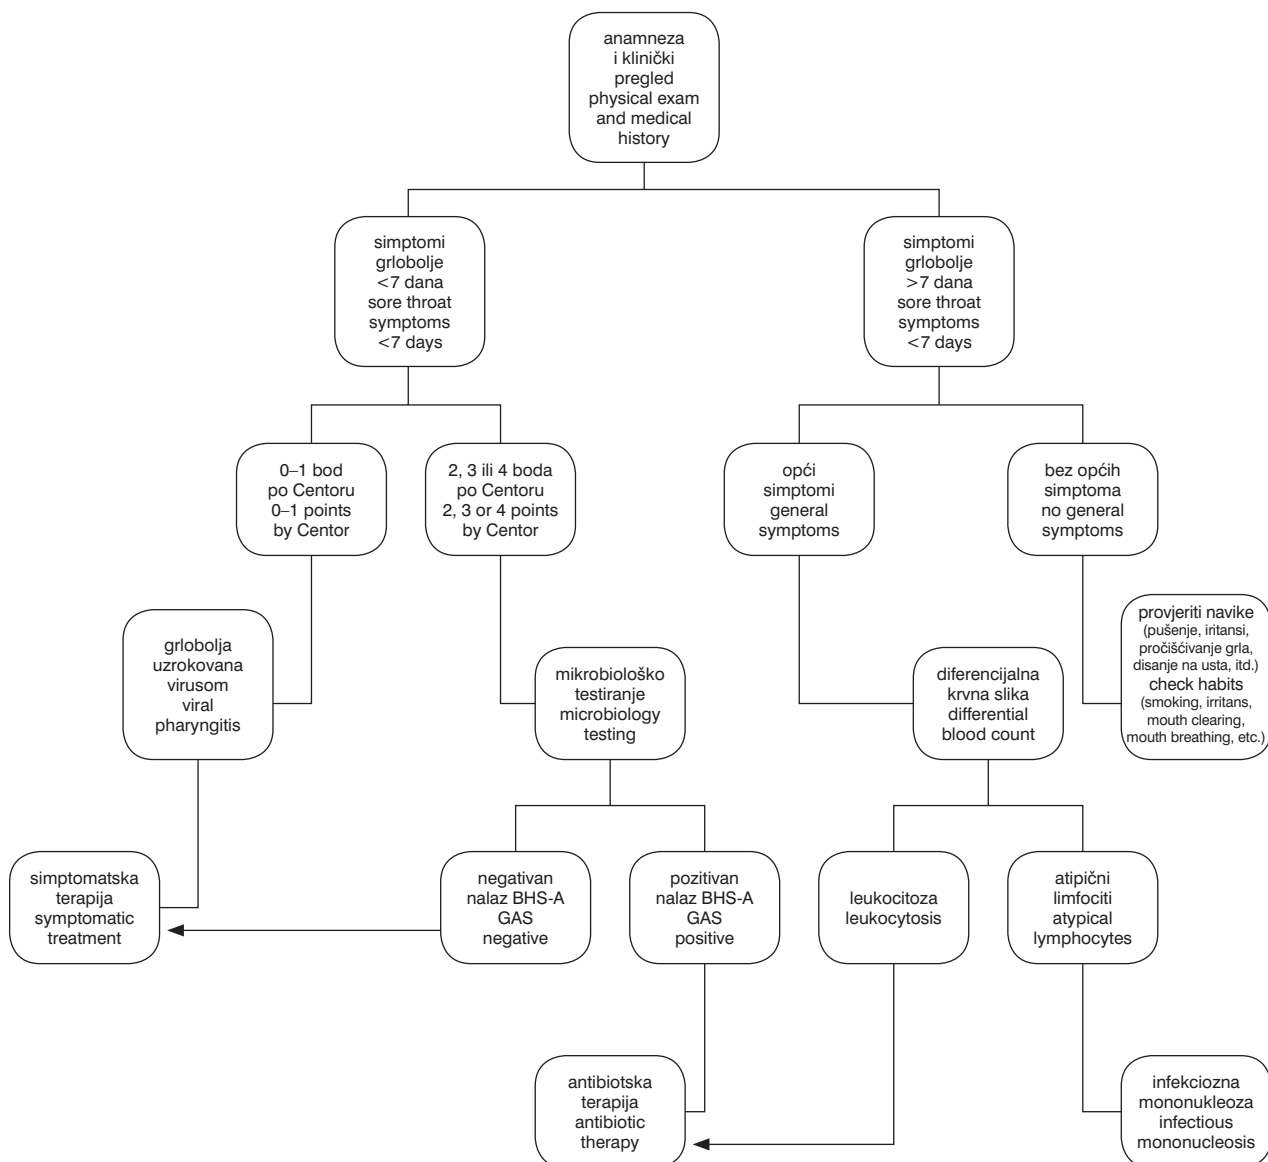 anamneza
i klinički
pregled
physical exam
and medical
history
simptomi
grlobolje
<7 dana
sore throat
symptoms
<7 days
simptomi
grlobolje
>7 dana
sore throat
symptoms
<7 days
0–1 bod
po Centoru
0–1 points
by Centor
2, 3 ili 4 boda
po Centoru
2, 3 or 4 points
by Centor
opći
simptomi
general
symptoms
bez općih
simptoma
no general
symptoms
grlobolja
uzrokovana
virusom
viral
pharyngitis
mikrobiološko
testiranje
microbiology
testing
diferencijalna
krvna slika
differential
blood count
provjeriti navike
(pušenje, iritansi,
pročišćivanje grla,
disanje na usta, itd.)
check habits
(smoking, irritans,
mouth clearing,
mouth breathing, etc.)
simptomatska
terapija
symptomatic
treatment
negativan
nalaz BHS-A
GAS
negative
pozitivan
nalaz BHS-A
GAS
positive
leukocitoza
leukocytosis
atipični
limfociti
atypical
lymphocytes
antibiotska
terapija
antibiotic
therapy
infekciozna
mononukleoza
infectious
mononucleosis